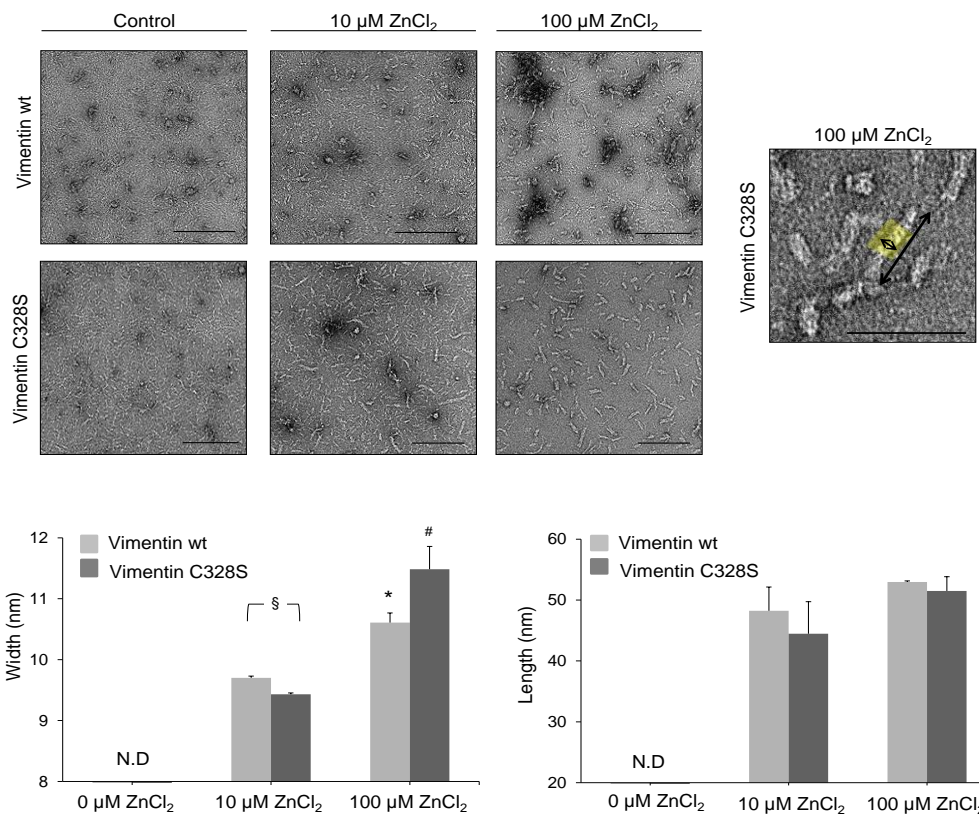 Control
10 µM ZnCl₂
100 µM ZnCl₂
Vimentin wt
Vimentin C328S
100 µM ZnCl₂
Vimentin C328S
Width (nm)
12
11
10
9
8
Vimentin wt
Vimentin C328S
§
*
#
N.D
0 µM ZnCl₂
10 µM ZnCl₂
100 µM ZnCl₂
Length (nm)
60
50
40
30
20
Vimentin wt
Vimentin C328S
N.D
0 µM ZnCl₂
10 µM ZnCl₂
100 µM ZnCl₂